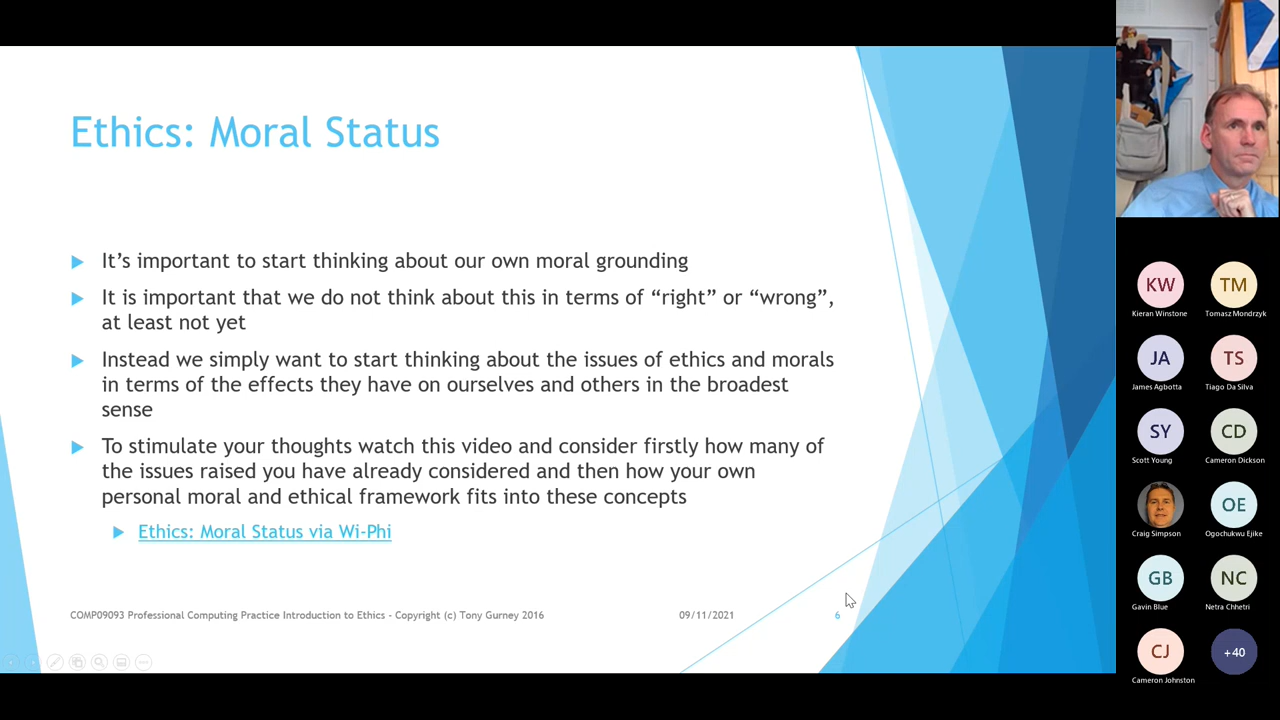 Ethics: Moral Status
It's important to start thinking about our own moral grounding
It is important that we do not think about this in terms of “right” or “wrong”,
at least not yet
Instead we simply want to start thinking about the issues of ethics and morals
in terms of the effects they have on ourselves and others in the broadest
sense
To stimulate your thoughts watch this video and consider firstly how many of
the issues raised you have already considered and then how your own
personal moral and ethical framework fits into these concepts
Ethics: Moral Status via Wi-Phi
COMP09093 Professional Computing Practice Introduction to Ethics - Copyright (c) Tony Gurney 2016
09/11/2021
6
KW
TM
Kieran Winstone
Tomasz Mondrzyk
JA
TS
James Agbotta
Tiago Da Silva
SY
CD
Scott Young
Cameron Dickson
OE
Craig Simpson
Ogochukwu Ejike
GB
NC
Gavin Blue
Netra Chhetri
CJ
+40
Cameron Johnston